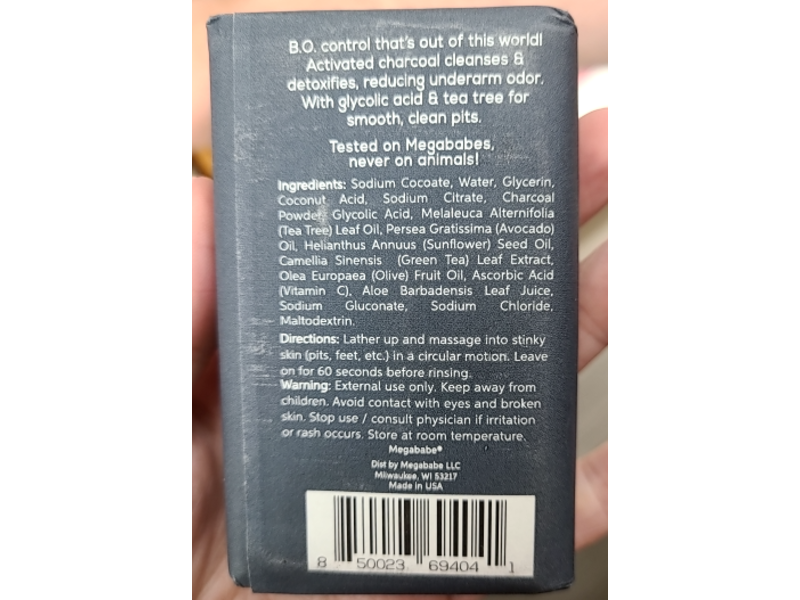 B.O. control that's out of this world!
Activated charcoal cleanses &
detoxifies, reducing underarm odor.
With glycolic acid & tea tree for
smooth, clean pits.
Tested on Megababes,
never on animals!
Ingredients: Sodium Cocoate, Water, Glycerin,
Coconut Acid, Sodium Citrate, Charcoal
Powder, Glycolic Acid, Melaleuca Alternifolia
(Tea Tree) Leaf Oil, Persea Gratissima (Avocado)
Oil, Helianthus Annuus (Sunflower) Seed Oil,
Camellia Sinensis (Green Tea) Leaf Extract,
Olea Europaea (Olive) Fruit Oil, Ascorbic Acid
(Vitamin C), Aloe Barbadensis Leaf Juice,
Sodium Gluconate, Sodium Chloride,
Maltodextrin.
Directions: Lather up and massage into stinky
skin (pits, feet, etc.) in a circular motion. Leave
on for 60 seconds before rinsing.
Warning: External use only. Keep away from
children. Avoid contact with eyes and broken
skin. Stop use / consult physician if irritation
or rash occurs. Store at room temperature.
Megababe®
Dist by Megababe LLC
Milwaukee, WI 53217
Made in USA
8 50023 69404 1